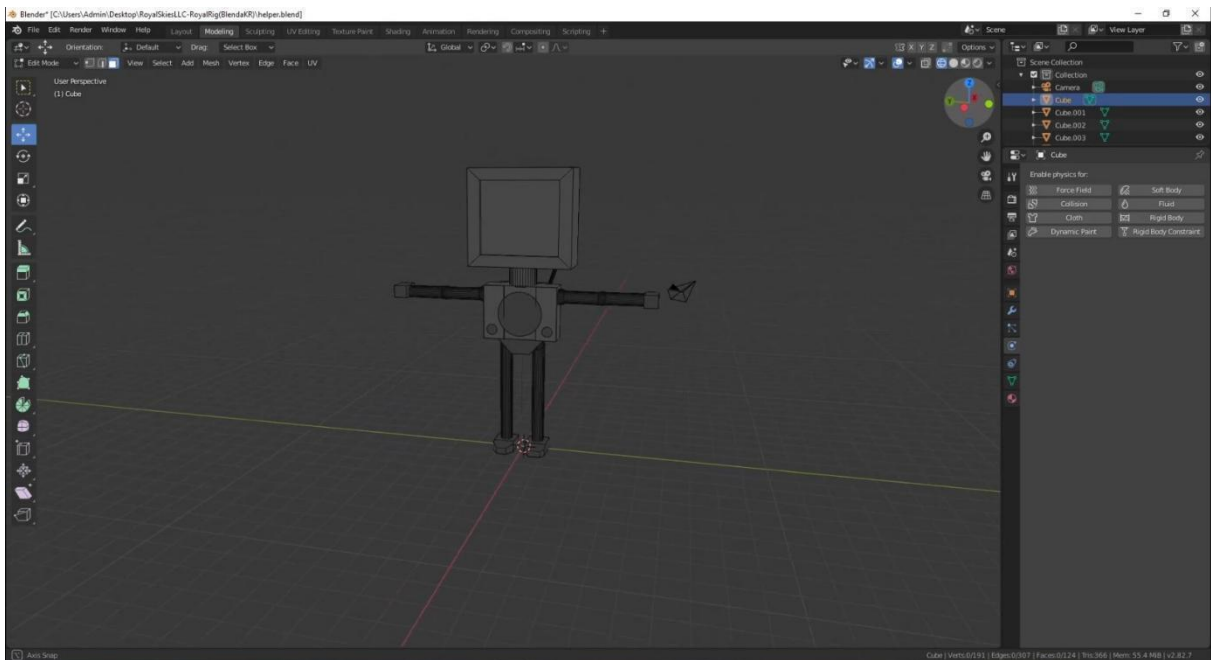 Blender* [C:\Users\Admin\Desktop\RoyalSkiesLLC-RoyalRig(BlendaKR)\helper.blend]
File Edit Render Window Help Layout Modeling Sculpting UV Editing Texture Paint Shading Animation Rendering Compositing Scripting + Scene View Layer
Orientation: Default Drag: Select Box Global X Y Z Options
Edit Mode View Select Add Mesh Vertex Edge Face UV
User Perspective
(1) Cube
Scene Collection
Collection
Camera
Cube
Cube.001
Cube.002
Cube.003
Cube
Enable physics for:
Force Field Soft Body
Collision Fluid
Cloth Rigid Body
Dynamic Paint Rigid Body Constraint
Z
Y
Axis Snap
Cube | Verts:0/191 | Edges:0/307 | Faces:0/124 | Tris:366 | Mem: 55.4 MiB | v2.82.7